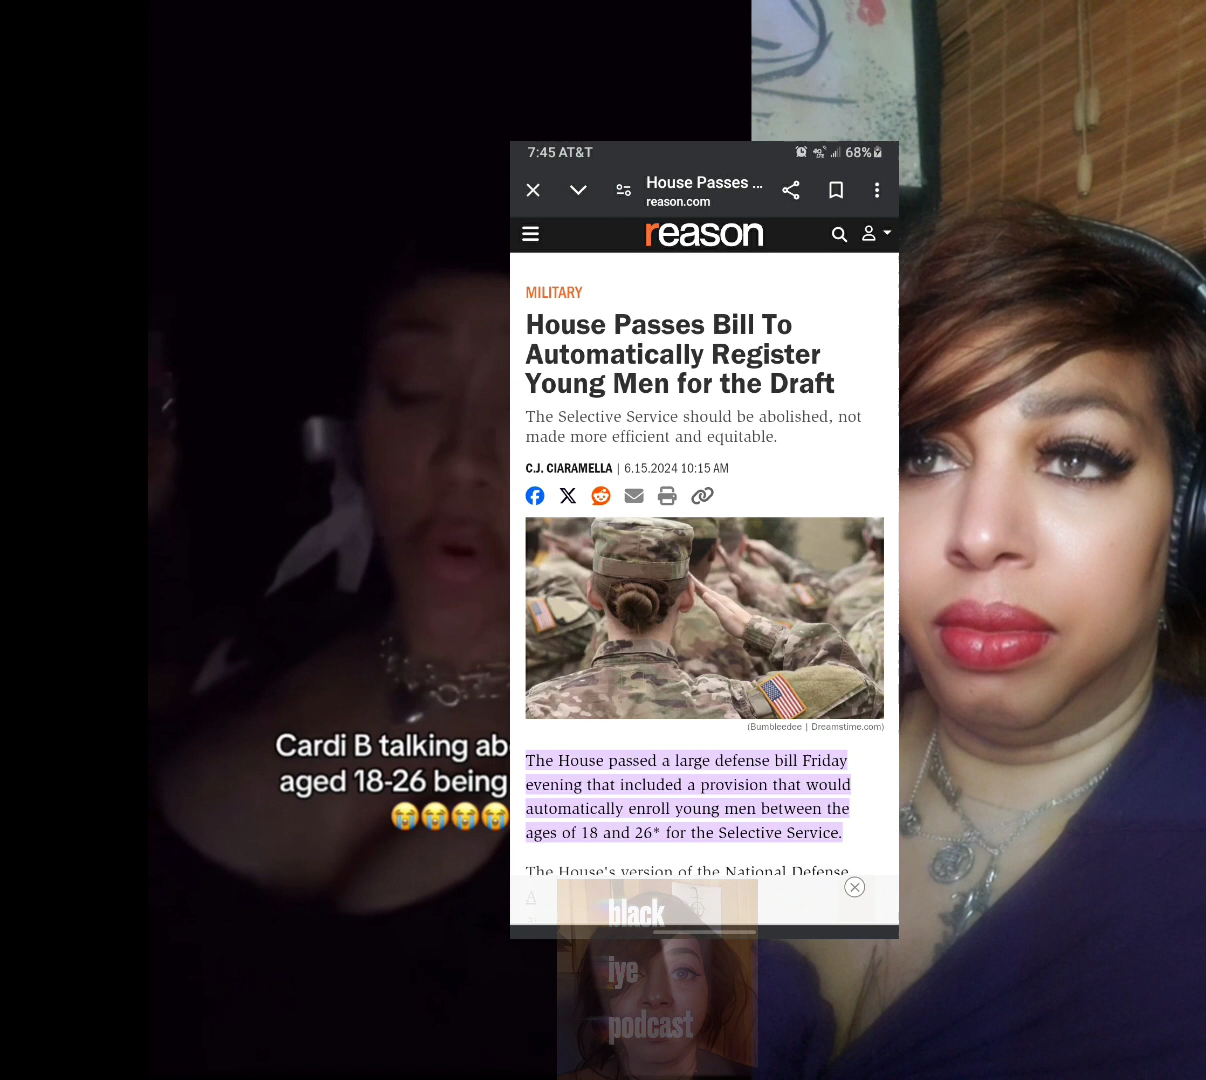 7:45 AT&T
68%
House Passes ...
reason.com
reason
MILITARY
House Passes Bill To
Automatically Register
Young Men for the Draft
The Selective Service should be abolished, not
made more efficient and equitable.
C.J. CIARAMELLA | 6.15.2024 10:15 AM
(Bumbleedee | Dreamstime.com)
The House passed a large defense bill Friday
evening that included a provision that would
automatically enroll young men between the
ages of 18 and 26* for the Selective Service.
The House's version of the National Defense
Cardi B talking ab
aged 18-26 being
black
iye
podcast